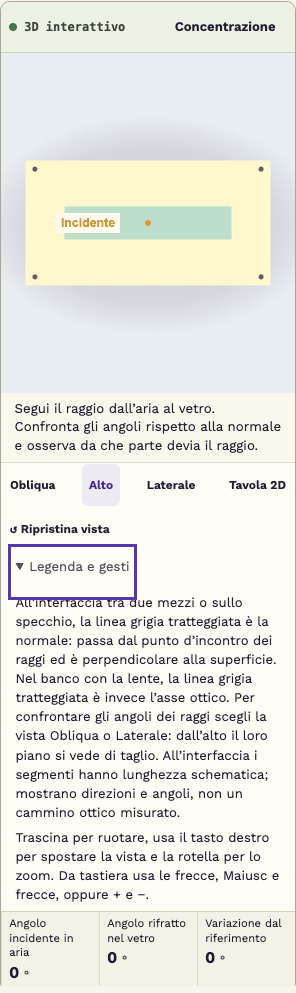 3D interattivo Concentrazione
Incidente
Segui il raggio dall’aria al vetro.
Confronta gli angoli rispetto alla normale
e osserva da che parte devia il raggio.
Obliqua Alto Laterale Tavola 2D
↺ Ripristina vista
▼ Legenda e gesti
All’interfaccia tra due mezzi o sullo
specchio, la linea grigia tratteggiata è la
normale: passa dal punto d’incontro dei
raggi ed è perpendicolare alla superficie.
Nel banco con la lente, la linea grigia
tratteggiata è invece l’asse ottico. Per
confrontare gli angoli dei raggi scegli la
vista Obliqua o Laterale: dall’alto il loro
piano si vede di taglio. All’interfaccia i
segmenti hanno lunghezza schematica;
mostrano direzioni e angoli, non un
cammino ottico misurato.
Trascina per ruotare, usa il tasto destro
per spostare la vista e la rotella per lo
zoom. Da tastiera usa le frecce, Maiusc e
frecce, oppure + e −.
Angolo
incidente in
aria
0 °
Angolo rifratto
nel vetro
0 °
Variazione dal
riferimento
0 °